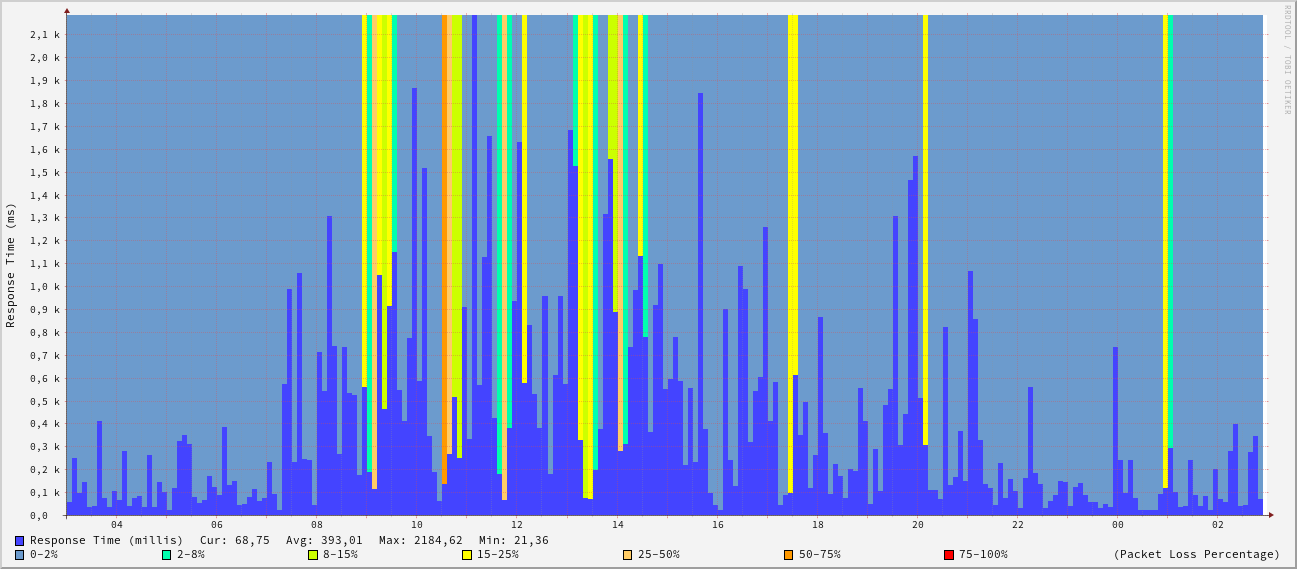 RRDTOOL / TOBI OETIKER
Response Time (ms)
2,1 k
2,0 k
1,9 k
1,8 k
1,7 k
1,6 k
1,5 k
1,4 k
1,3 k
1,2 k
1,1 k
1,0 k
0,9 k
0,8 k
0,7 k
0,6 k
0,5 k
0,4 k
0,3 k
0,2 k
0,1 k
0,0
04 06 08 10 12 14 16 18 20 22 00 02
Response Time (millis) Cur: 68,75 Avg: 393,01 Max: 2184,62 Min: 21,36
0-2% 2-8% 8-15% 15-25% 25-50% 50-75% 75-100% (Packet Loss Percentage)